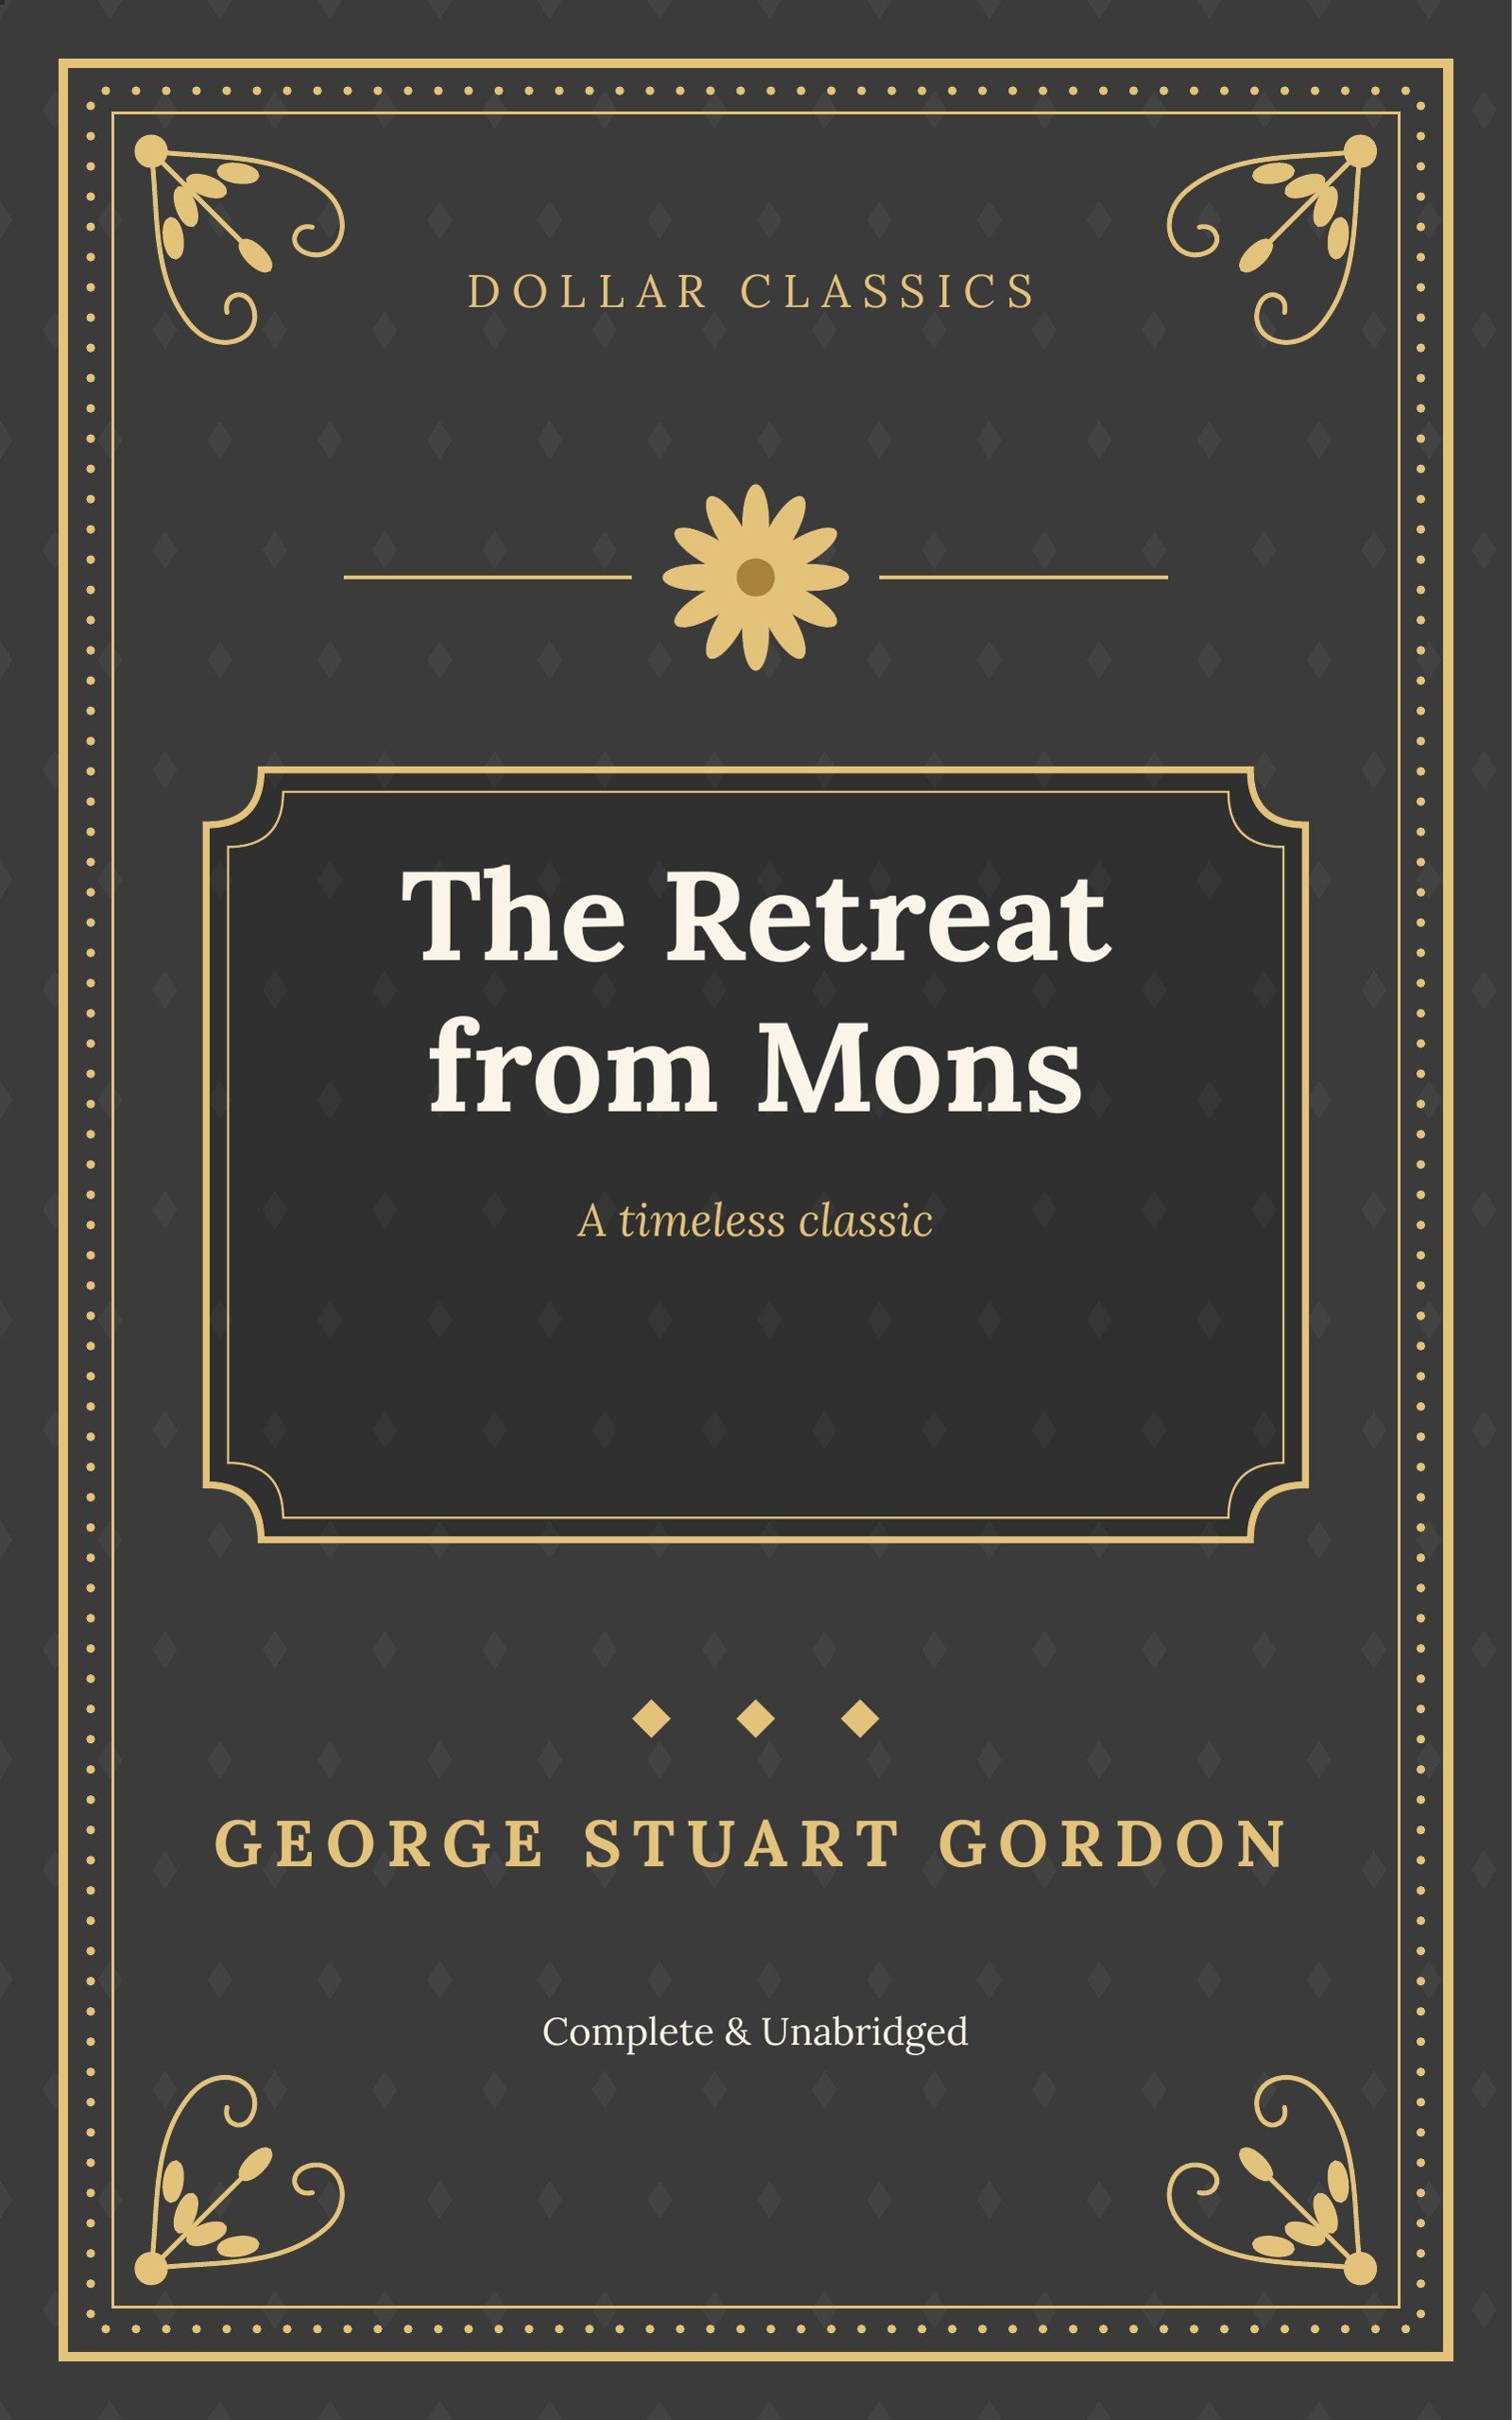 DOLLAR CLASSICS
The Retreat
from Mons
A timeless classic
GEORGE STUART GORDON
Complete & Unabridged